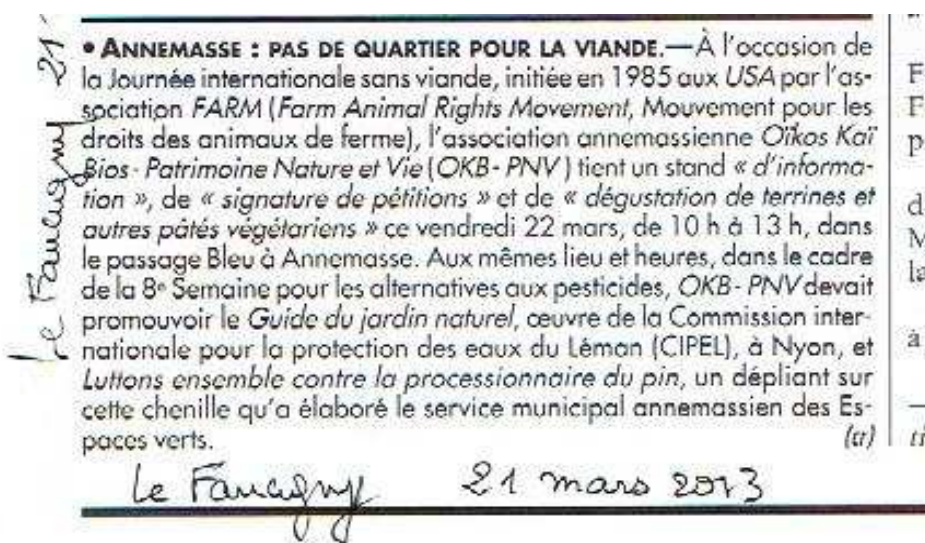 • ANNEMASSE : PAS DE QUARTIER POUR LA VIANDE.—À l'occasion de
la Journée internationale sans viande, initiée en 1985 aux USA par l'as-
sociation FARM (Farm Animal Rights Movement, Mouvement pour les
droits des animaux de ferme), l'association annemassienne Oïkos Kaï
Bios - Patrimoine Nature et Vie (OKB - PNV) tient un stand « d'informa-
tion », de « signature de pétitions » et de « dégustation de terrines et
autres pâtés végétariens » ce vendredi 22 mars, de 10 h à 13 h, dans
le passage Bleu à Annemasse. Aux mêmes lieu et heures, dans le cadre
de la 8e Semaine pour les alternatives aux pesticides, OKB - PNV devait
promouvoir le Guide du jardin naturel, œuvre de la Commission inter-
nationale pour la protection des eaux du Léman (CIPEL), à Nyon, et
Luttons ensemble contre la processionnaire du pin, un dépliant sur
cette chenille qu'a élaboré le service municipal annemassien des Es-
paces verts. (tr)
Le Faucigny 21 mars 2013
Le Faucigny 21
F
F
p
d
M
la
à
ti